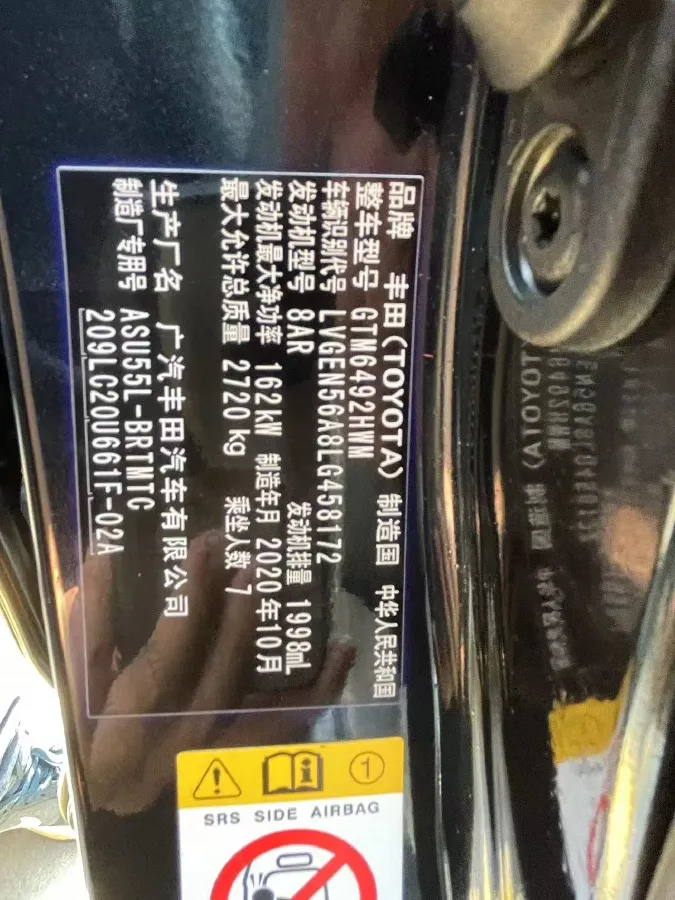 品牌 丰田(TOYOTA) 制造国 中华人民共和国
整车型号 GTM6492HWM
车辆识别代号 LVGEN56A8LG458172
发动机型号 8AR 发动机排量 1998mL
发动机最大净功率 162kW 制造年月 2020年10月
最大允许总质量 2720kg 乘坐人数 7
生产厂名 广汽丰田汽车有限公司
制造厂专用号 ASU55L-BRTMTC
209LC20U661F-02A
1
SRS SIDE AIRBAG